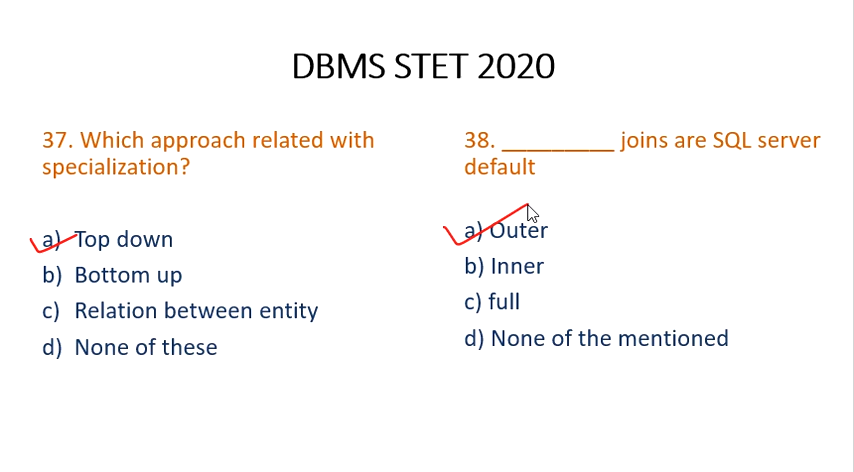 DBMS STET 2020
37. Which approach related with
specialization?
a) Top down
b) Bottom up
c) Relation between entity
d) None of these
38. __________ joins are SQL server
default
a) Outer
b) Inner
c) full
d) None of the mentioned